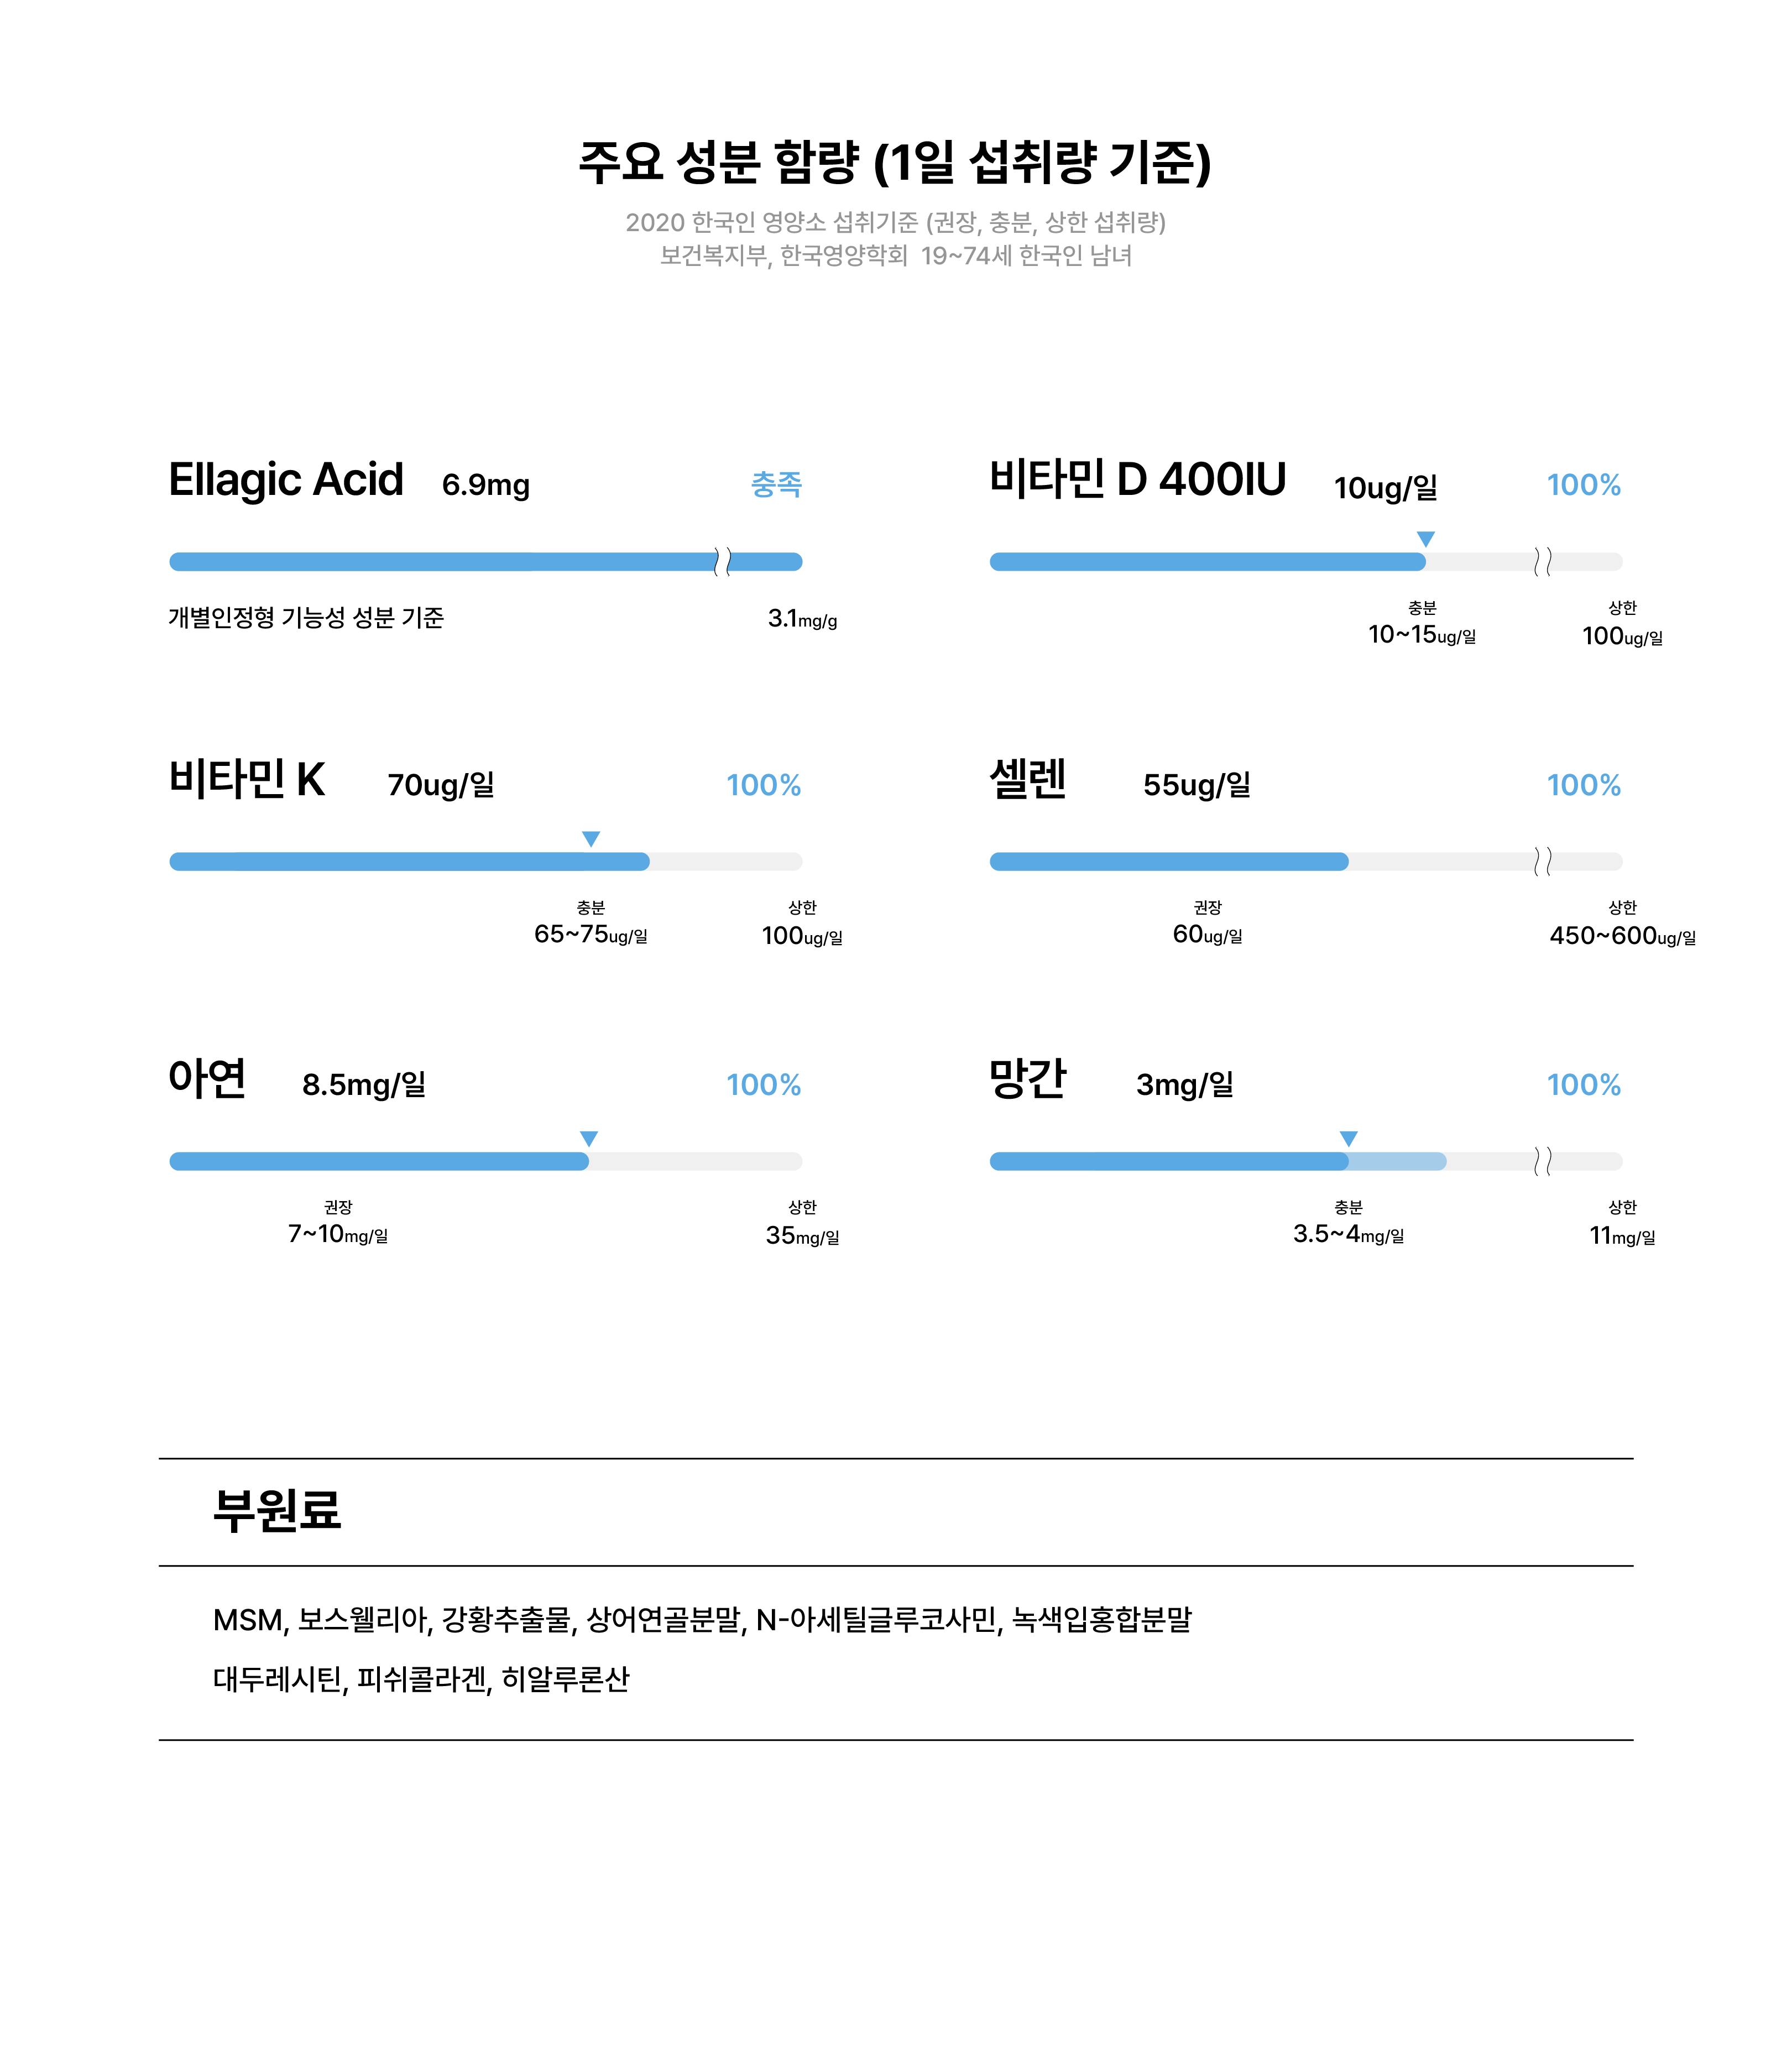 주요 성분 함량 (1일 섭취량 기준)
2020 한국인 영양소 섭취기준 (권장, 충분, 상한 섭취량)
보건복지부, 한국영양학회 19~74세 한국인 남녀
Ellagic Acid 6.9mg 충족
개별인정형 기능성 성분 기준 3.1mg/g
비타민 D 400IU 10ug/일 100%
충분 상한
10~15ug/일 100ug/일
비타민 K 70ug/일 100%
충분 상한
65~75ug/일 100ug/일
셀렌 55ug/일 100%
권장 상한
60ug/일 450~600ug/일
아연 8.5mg/일 100%
권장 상한
7~10mg/일 35mg/일
망간 3mg/일 100%
충분 상한
3.5~4mg/일 11mg/일
부원료
MSM, 보스웰리아, 강황추출물, 상어연골분말, N-아세틸글루코사민, 녹색입홍합분말
대두레시틴, 피쉬콜라겐, 히알루론산